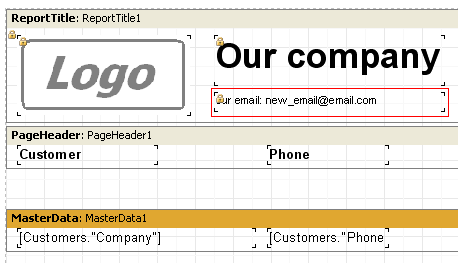 ReportTitle: ReportTitle1
Logo
Our company
ur email: new_email@email.com
PageHeader: PageHeader1
Customer Phone
MasterData: MasterData1
[Customers."Company"] [Customers."Phone